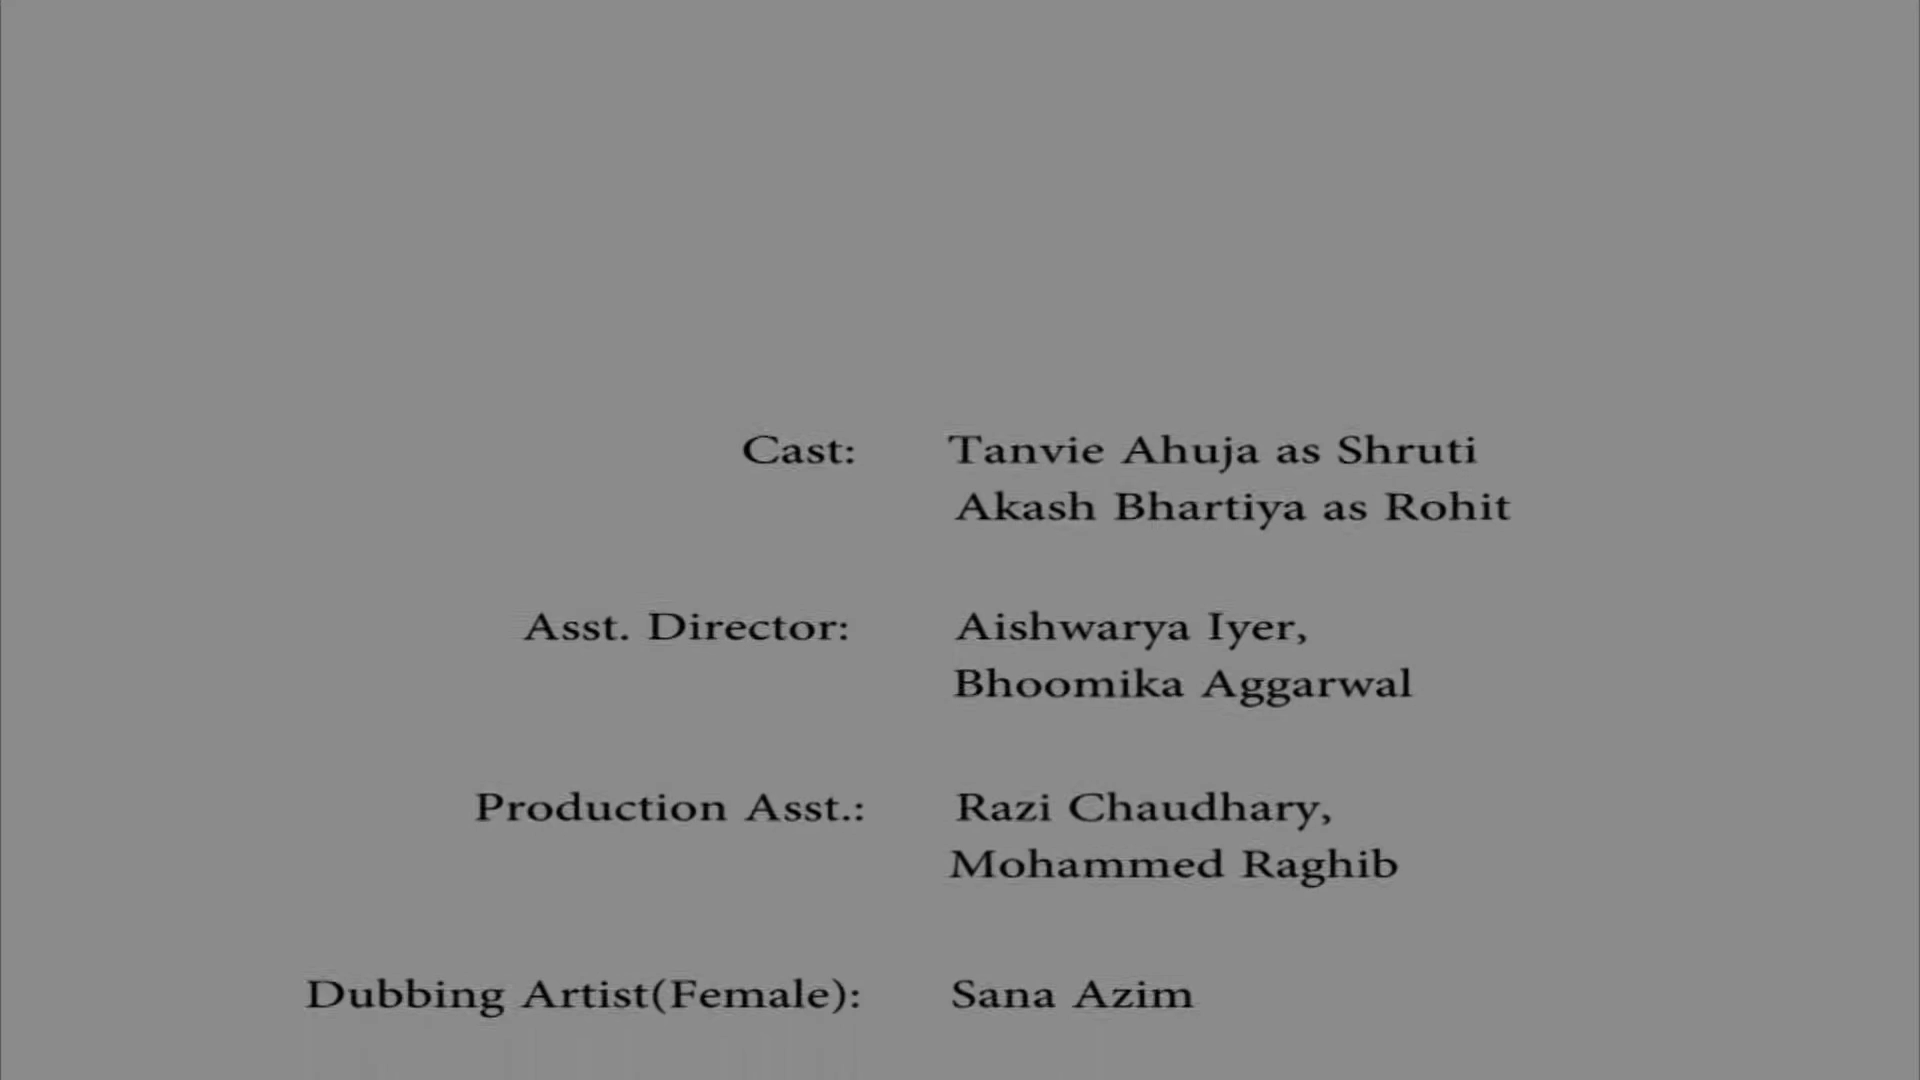 Cast: Tanvie Ahuja as Shruti
Akash Bhartiya as Rohit
Asst. Director: Aishwarya Iyer,
Bhoomika Aggarwal
Production Asst.: Razi Chaudhary,
Mohammed Raghib
Dubbing Artist(Female): Sana Azim